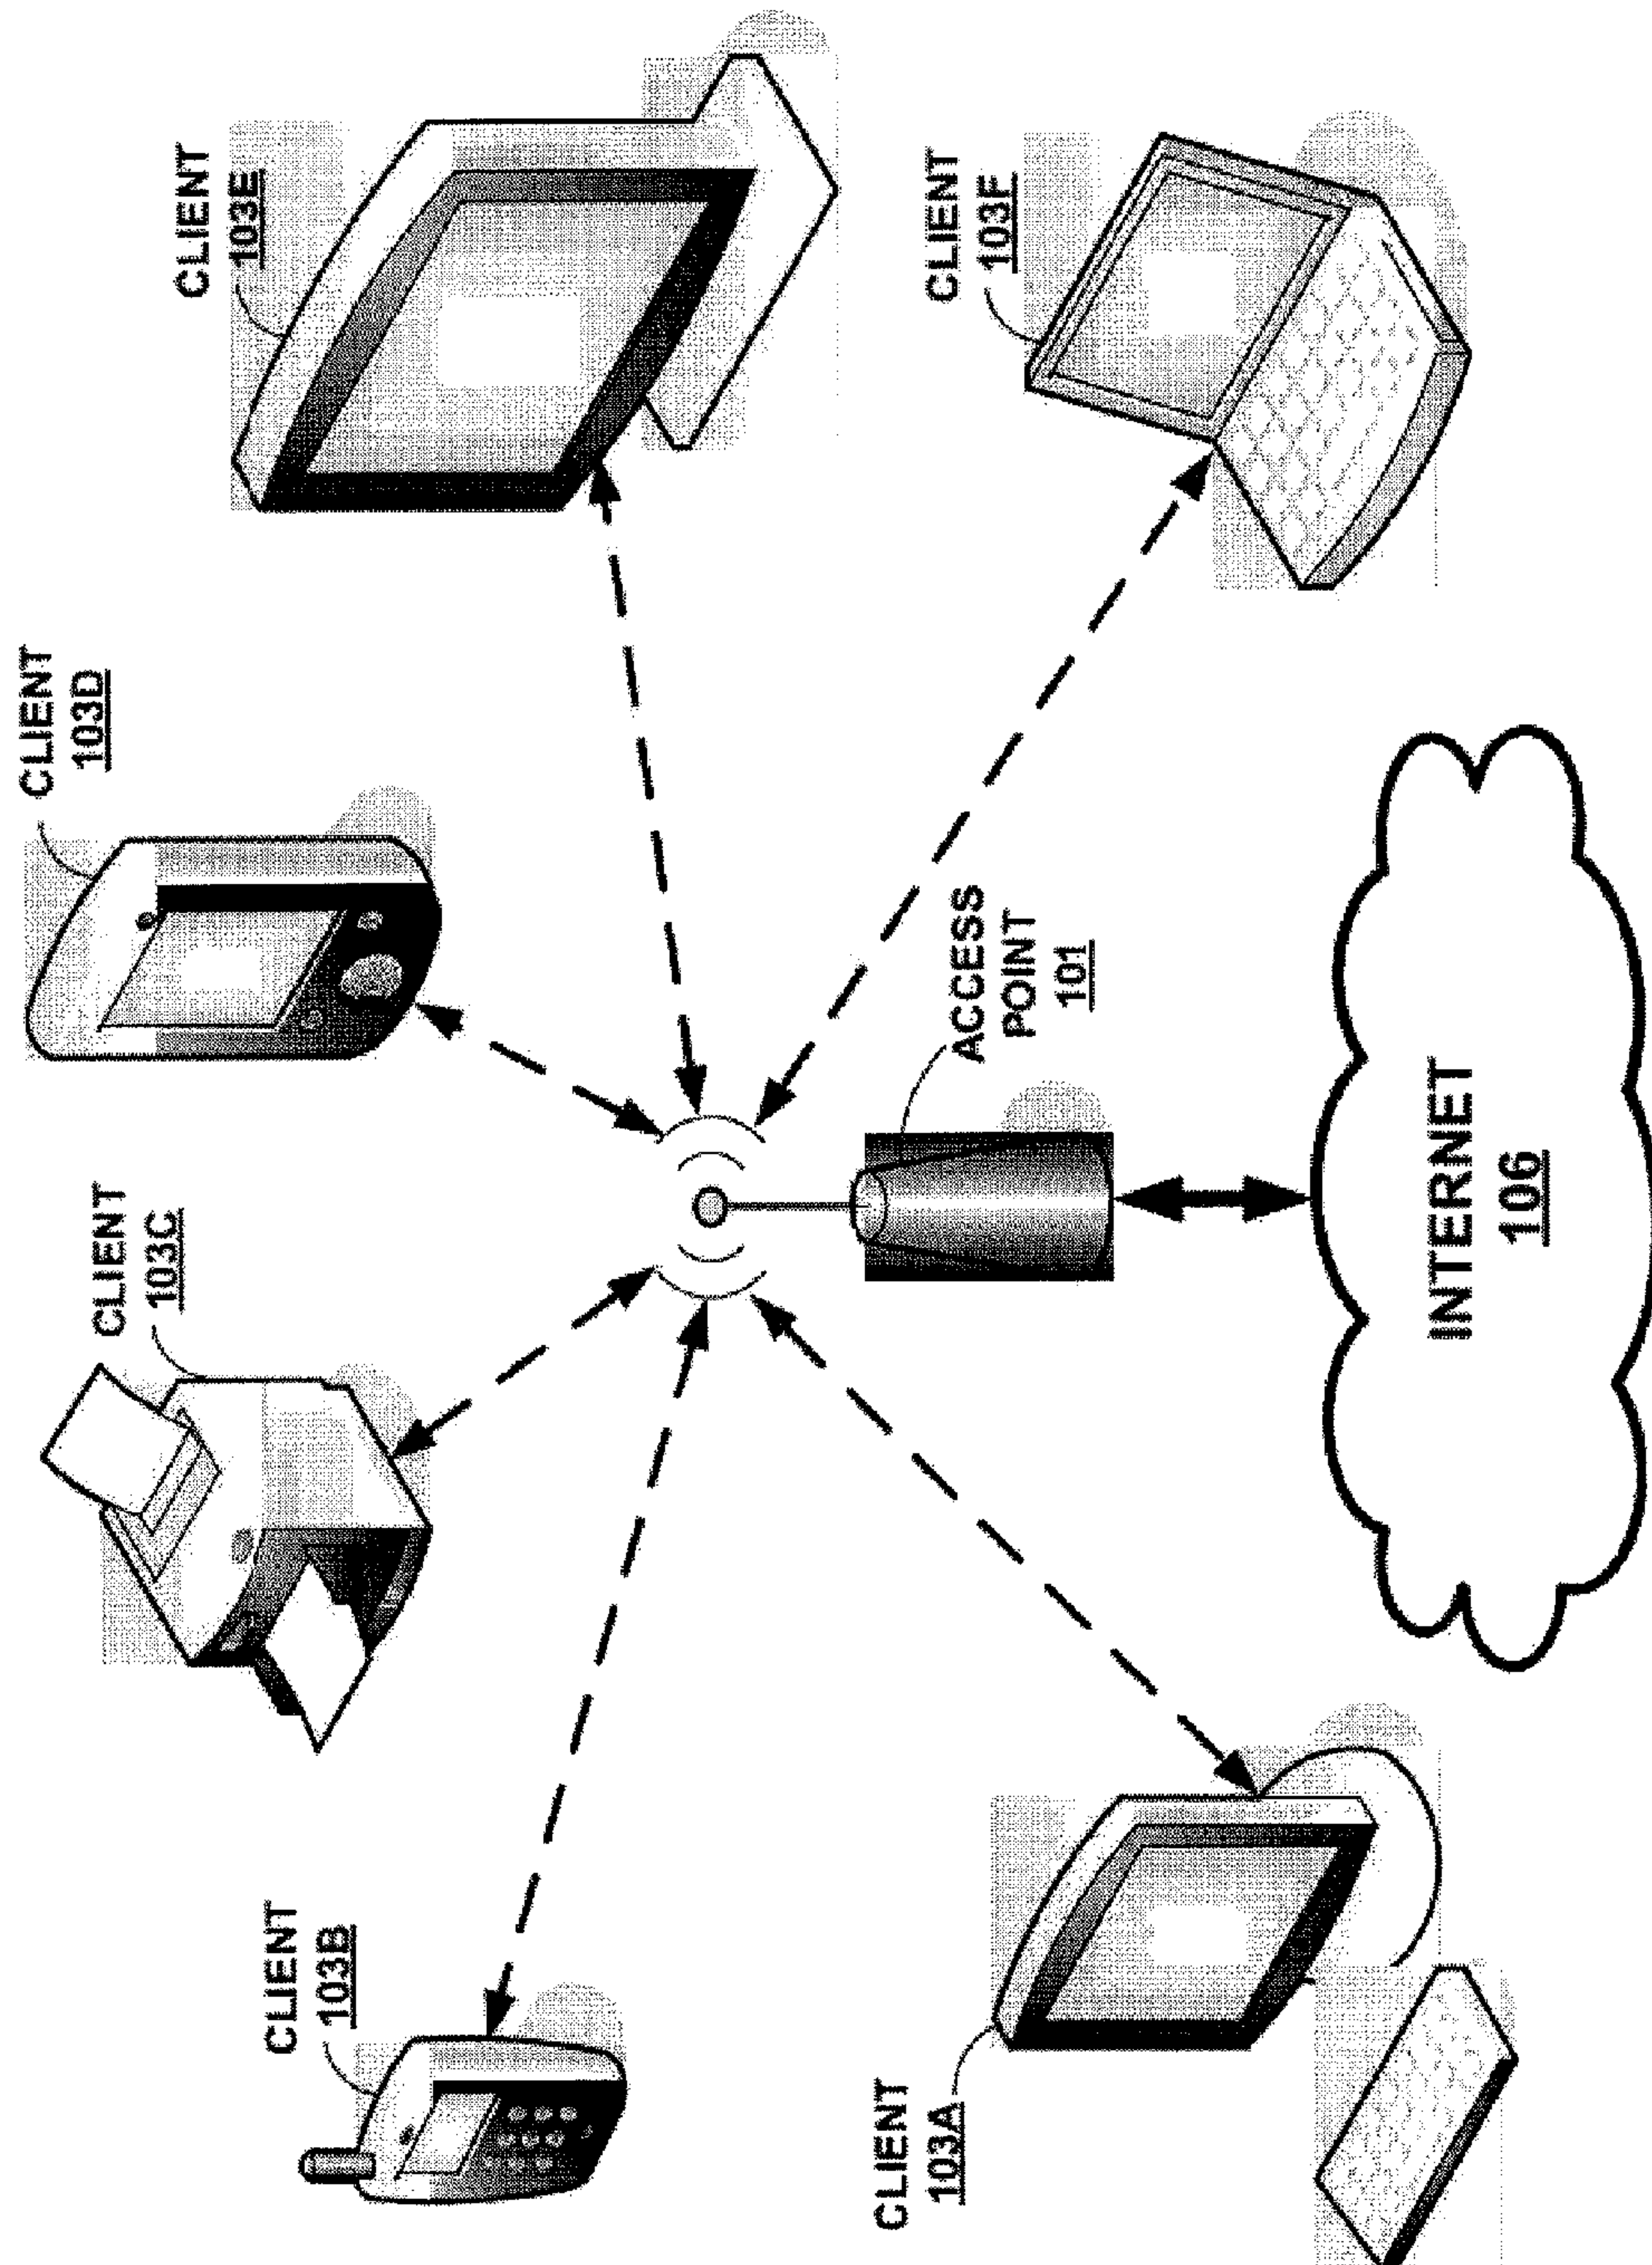 CLIENT
103A
CLIENT
103B
CLIENT
103C
CLIENT
103D
CLIENT
103E
CLIENT
103F
ACCESS
POINT
101
INTERNET
106